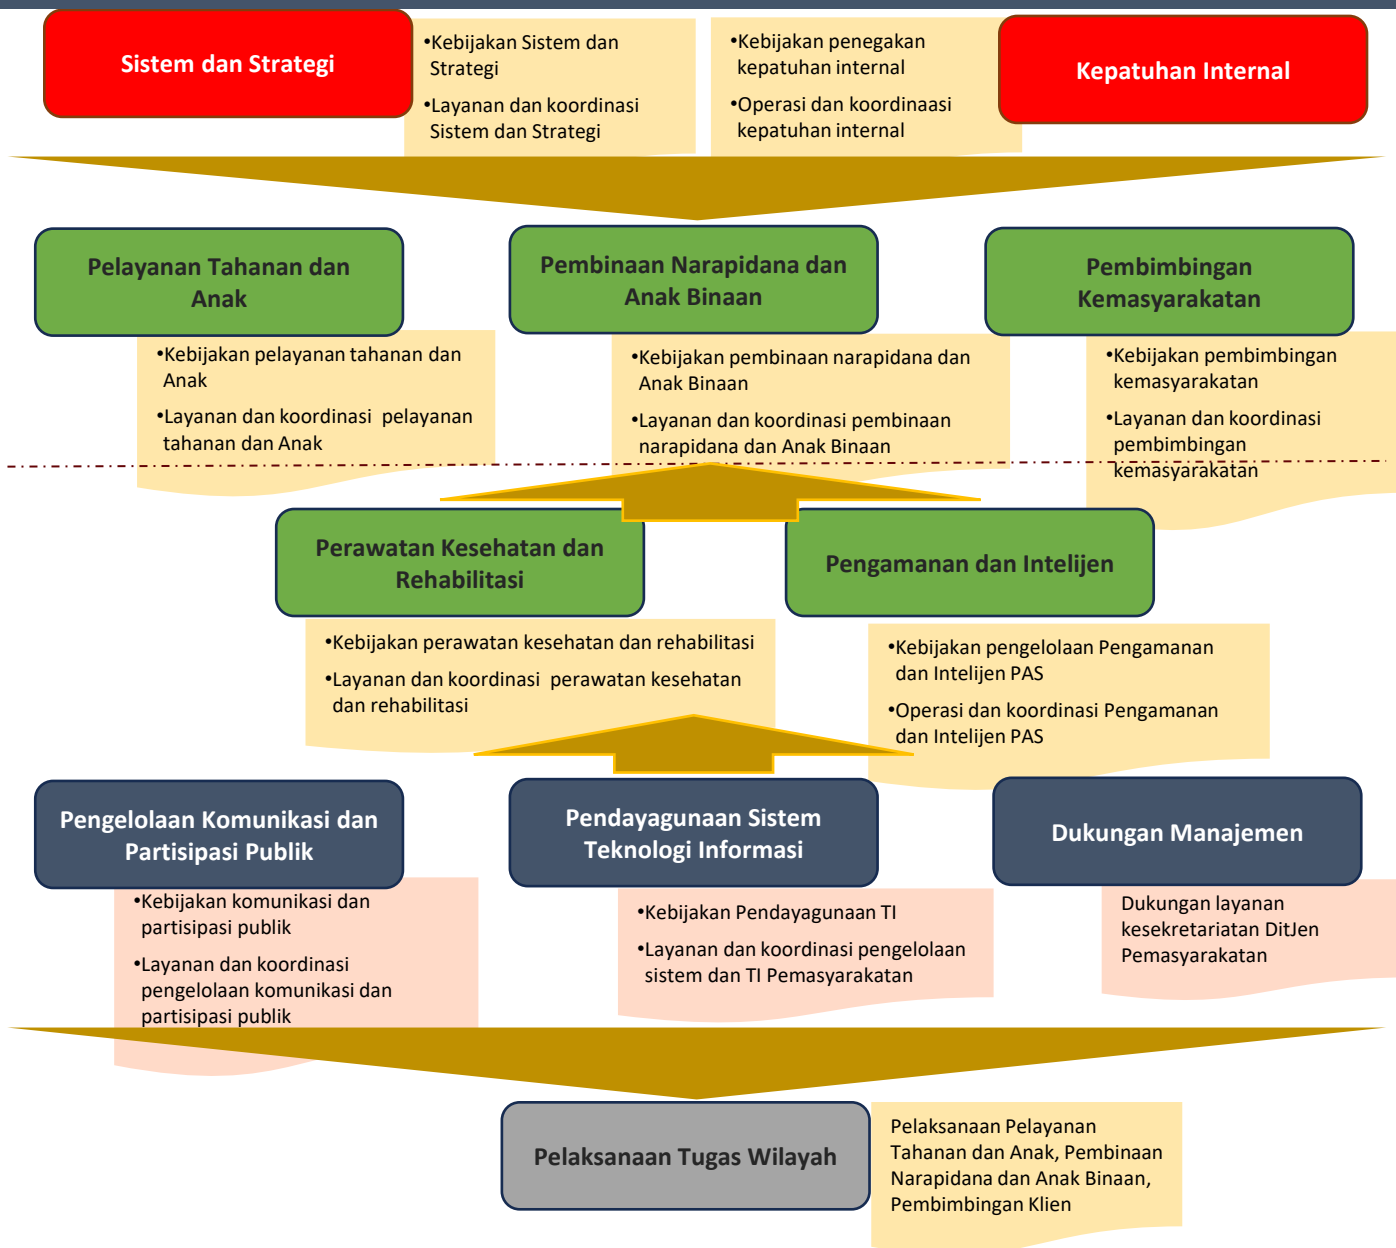 Sistem dan Strategi
•Kebijakan Sistem dan
Strategi
•Layanan dan koordinasi
Sistem dan Strategi
•Kebijakan penegakan
kepatuhan internal
•Operasi dan koordinaasi
kepatuhan internal
Kepatuhan Internal
Pelayanan Tahanan dan
Anak
•Kebijakan pelayanan tahanan dan
Anak
•Layanan dan koordinasi pelayanan
tahanan dan Anak
Pembinaan Narapidana dan
Anak Binaan
•Kebijakan pembinaan narapidana dan
Anak Binaan
•Layanan dan koordinasi pembinaan
narapidana dan Anak Binaan
Pembimbingan
Kemasyarakatan
•Kebijakan pembimbingan
kemasyarakatan
•Layanan dan koordinasi
pembimbingan
kemasyarakatan
Perawatan Kesehatan dan
Rehabilitasi
•Kebijakan perawatan kesehatan dan rehabilitasi
•Layanan dan koordinasi perawatan kesehatan
dan rehabilitasi
Pengamanan dan Intelijen
•Kebijakan pengelolaan Pengamanan
dan Intelijen PAS
•Operasi dan koordinasi Pengamanan
dan Intelijen PAS
Pengelolaan Komunikasi dan
Partisipasi Publik
•Kebijakan komunikasi dan
partisipasi publik
•Layanan dan koordinasi
pengelolaan komunikasi dan
partisipasi publik
Pendayagunaan Sistem
Teknologi Informasi
•Kebijakan Pendayagunaan TI
•Layanan dan koordinasi pengelolaan
sistem dan TI Pemasyarakatan
Dukungan Manajemen
Dukungan layanan
kesekretariatan DitJen
Pemasyarakatan
Pelaksanaan Tugas Wilayah
Pelaksanaan Pelayanan
Tahanan dan Anak, Pembinaan
Narapidana dan Anak Binaan,
Pembimbingan Klien